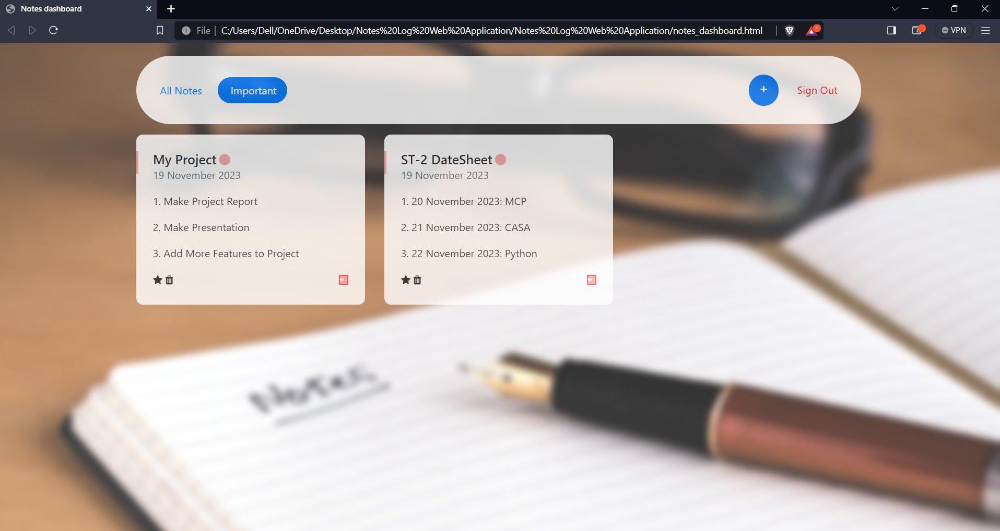 Notes dashboard
File C:/Users/Dell/OneDrive/Desktop/Notes%20Log%20Web%20Application/Notes%20Log%20Web%20Application/notes_dashboard.html 1 VPN
All Notes Important + Sign Out
My Project
19 November 2023
1. Make Project Report
2. Make Presentation
3. Add More Features to Project
ST-2 DateSheet
19 November 2023
1. 20 November 2023: MCP
2. 21 November 2023: CASA
3. 22 November 2023: Python
Notes